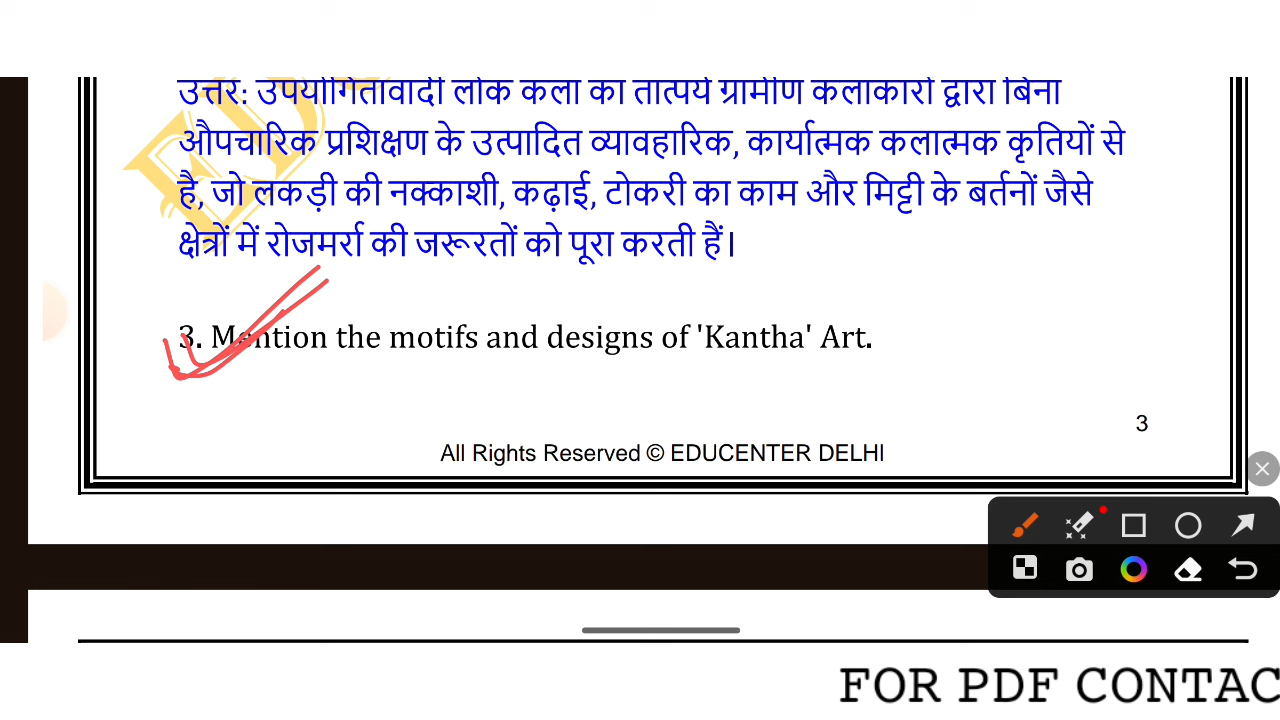 उत्तर: उपयोगितावादी लोक कला का तात्पर्य ग्रामीण कलाकारों द्वारा बिना
औपचारिक प्रशिक्षण के उत्पादित व्यावहारिक, कार्यात्मक कलात्मक कृतियों से
है, जो लकड़ी की नक्काशी, कढ़ाई, टोकरी का काम और मिट्टी के बर्तनों जैसे
क्षेत्रों में रोजमर्रा की जरूरतों को पूरा करती हैं।
3. Mention the motifs and designs of 'Kantha' Art.
3
All Rights Reserved © EDUCENTER DELHI
FOR PDF CONTAC